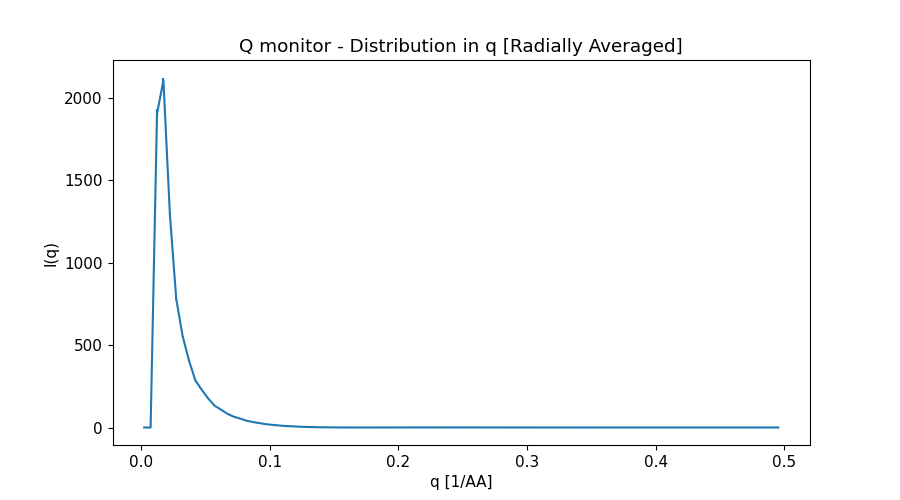 Q monitor - Distribution in q [Radially Averaged]
2000
1500
1000
500
0
I(q)
0.0 0.1 0.2 0.3 0.4 0.5
q [1/AA]